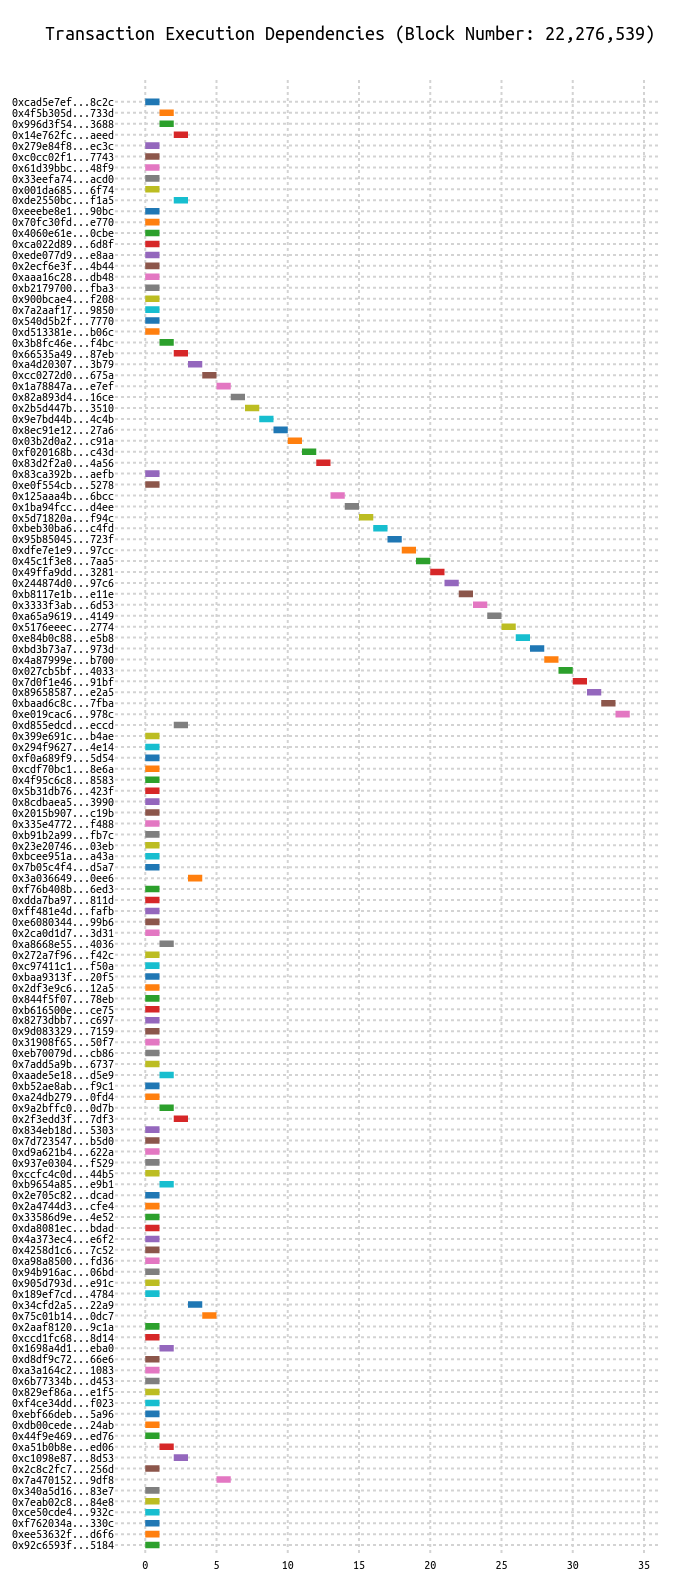 Transaction Execution Dependencies (Block Number: 22,276,539)
0xcad5e7ef...8c2c
0x4f5b305d...733d
0x996d3f54...3688
0x14e762fc...aeed
0x279e84f8...ec3c
0xc0cc02f1...7743
0x61d39bbc...48f9
0x33eefa74...acd0
0x001da685...6f74
0xde2550bc...f1a5
0xeeebe8e1...90bc
0x70fc30fd...e770
0x4060e61e...0cbe
0xca022d89...6d8f
0xede077d9...e8aa
0x2ecf6e3f...4b44
0xaaa16c28...db48
0xb2179700...fba3
0x900bcae4...f208
0x7a2aaf17...9850
0x540d5b2f...7770
0xd513381e...b06c
0x3b8fc46e...f4bc
0x66535a49...87eb
0xa4d20307...3b79
0xcc0272d0...675a
0x1a78847a...e7ef
0x82a893d4...16ce
0x2b5d447b...3510
0x9e7bd44b...4c4b
0x8ec91e12...27a6
0x03b2d0a2...c91a
0xf020168b...c43d
0x83d2f2a0...4a56
0x83ca392b...aefb
0xe0f554cb...5278
0x125aaa4b...6bcc
0x1ba94fcc...d4ee
0x5d71820a...f94c
0xbeb30ba6...c4fd
0x95b85045...723f
0xdfe7e1e9...97cc
0x45c1f3e8...7aa5
0x49ffa9dd...3281
0x244874d0...97c6
0xb8117e1b...e11e
0x3333f3ab...6d53
0xa65a9619...4149
0x5176eeec...2774
0xe84b0c88...e5b8
0xbd3b73a7...973d
0x4a87999e...b700
0x027cb5bf...4033
0x7d0f1e46...91bf
0x89658587...e2a5
0xbaad6c8c...7fba
0xe019cac6...978c
0xd855edcd...eccd
0x399e691c...b4ae
0x294f9627...4e14
0xf0a689f9...5d54
0xcdf70bc1...8e6a
0x4f95c6c8...8583
0x5b31db76...423f
0x8cdbaea5...3990
0x2015b907...c19b
0x335e4772...f488
0xb91b2a99...fb7c
0x23e20746...03eb
0xbcee951a...a43a
0x7b05c4f4...d5a7
0x3a036649...0ee6
0xf76b408b...6ed3
0xdda7ba97...811d
0xff481e4d...fafb
0xe6080344...99b6
0x2ca0d1d7...3d31
0xa8668e55...4036
0x272a7f96...f42c
0xc97411c1...f50a
0xbaa9313f...20f5
0x2df3e9c6...12a5
0x844f5f07...78eb
0xb616500e...ce75
0x8273dbb7...c697
0x9d083329...7159
0x31908f65...50f7
0xeb70079d...cb86
0x7add5a9b...6737
0xaade5e18...d5e9
0xb52ae8ab...f9c1
0xa24db279...0fd4
0x9a2bffc0...0d7b
0x2f3edd3f...7df3
0x834eb18d...5303
0x7d723547...b5d0
0xd9a621b4...622a
0x937e0304...f529
0xccfc4c0d...44b5
0xb9654a85...e9b1
0x2e705c82...dcad
0x2a4744d3...cfe4
0x33586d9e...4e52
0xda8081ec...bdad
0x4a373ec4...e6f2
0x4258d1c6...7c52
0xa98a8500...fd36
0x94b916ac...06bd
0x905d793d...e91c
0x189ef7cd...4784
0x34cfd2a5...22a9
0x75c01b14...0dc7
0x2aaf8120...9c1a
0xccd1fc68...8d14
0x1698a4d1...eba0
0xd8df9c72...66e6
0xa3a164c2...1083
0x6b77334b...d453
0x829ef86a...e1f5
0xf4ce34dd...f023
0xebf66deb...5a96
0xdb00cede...24ab
0x44f9e469...ed76
0xa51b0b8e...ed06
0xc1098e87...8d53
0x2c8c2fc7...256d
0x7a470152...9df8
0x340a5d16...83e7
0x7eab02c8...84e8
0xce50cde4...932c
0xf762034a...330c
0xee53632f...d6f6
0x92c6593f...5184
0 5 10 15 20 25 30 35